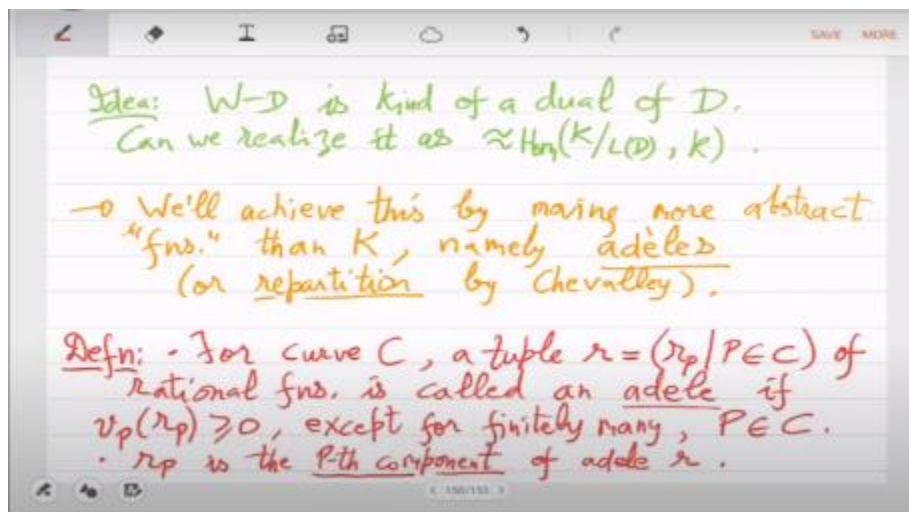 SAVE MORE
Idea: W-D is kind of a dual of D.
Can we realize it as ≈Hom(K/L(D), k) .
→ We'll achieve this by moving more abstract
"fns." than K, namely adèles
(or repartition by Chevalley).
Defn: · For curve C, a tuple r = (r_p | P∈C) of
rational fns. is called an adele if
v_p(r_p) ≥ 0, except for finitely many, P∈C.
· r_p is the P-th component of adele r.